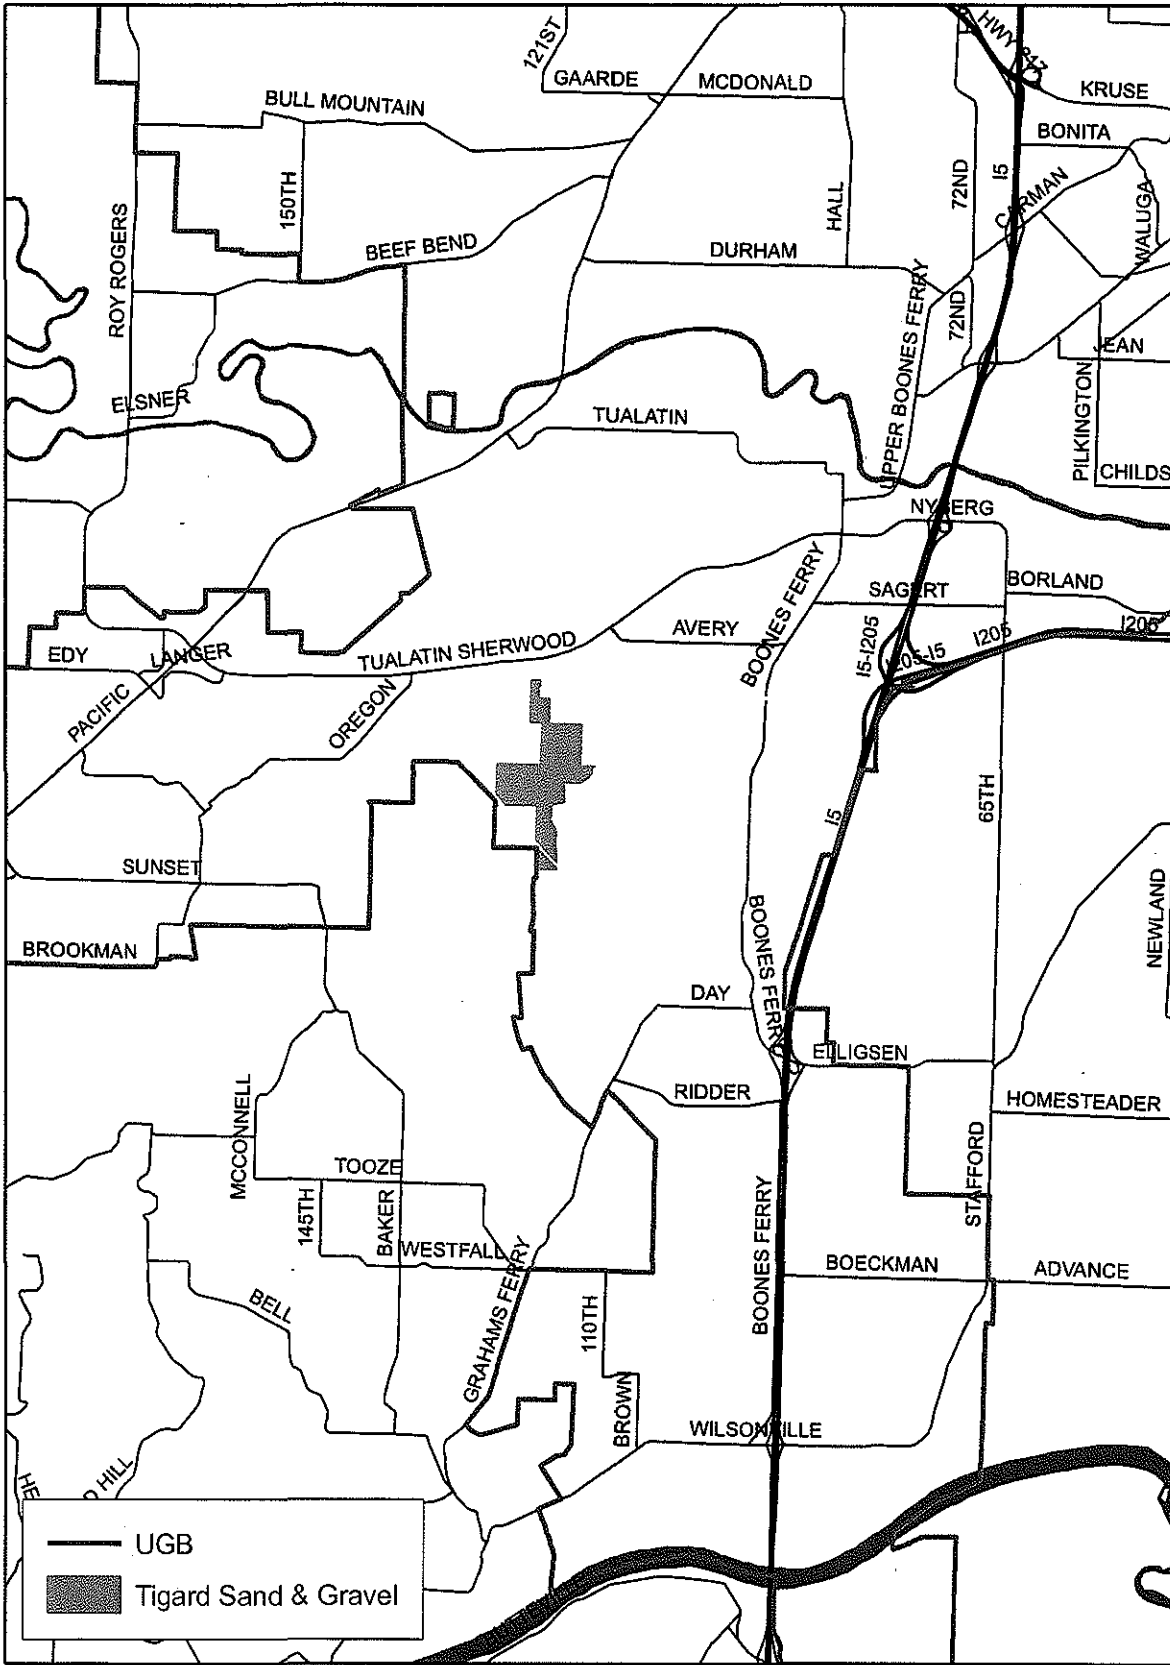 121ST
HWY 217
GAARDE
MCDONALD
KRUSE
BULL MOUNTAIN
BONITA
I5
72ND
CARMAN
WALUGA
150TH
HALL
ROY ROGERS
BEEF BEND
DURHAM
72ND
UPPER BOONES FERRY
JEAN
ELSNER
TUALATIN
PILKINGTON
CHILDS
NYBERG
BOONES FERRY
SAGERT
BORLAND
AVERY
I205
I205
EDY
LANGER
TUALATIN SHERWOOD
I5-I205
I205-I5
PACIFIC
OREGON
65TH
I5
SUNSET
NEWLAND
BROOKMAN
BOONES FERRY
DAY
ELLIGSEN
RIDDER
HOMESTEADER
MCCONNELL
TOOZE
STAFFORD
145TH
BAKER
WESTFALL
BOONES FERRY
BOECKMAN
ADVANCE
BELL
GRAHAMS FERRY
110TH
BROWN
WILSONVILLE
HE
D HILL
UGB
Tigard Sand & Gravel